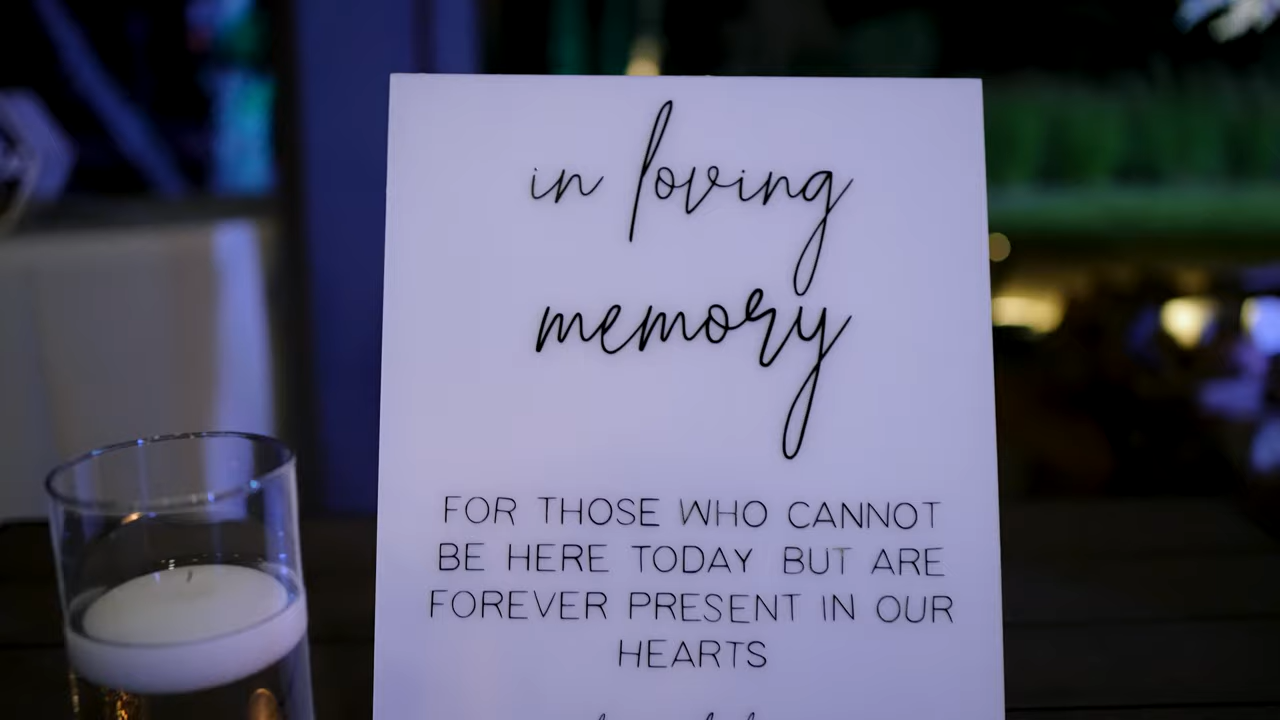 in loving
memory
FOR THOSE WHO CANNOT
BE HERE TODAY BUT ARE
FOREVER PRESENT IN OUR
HEARTS